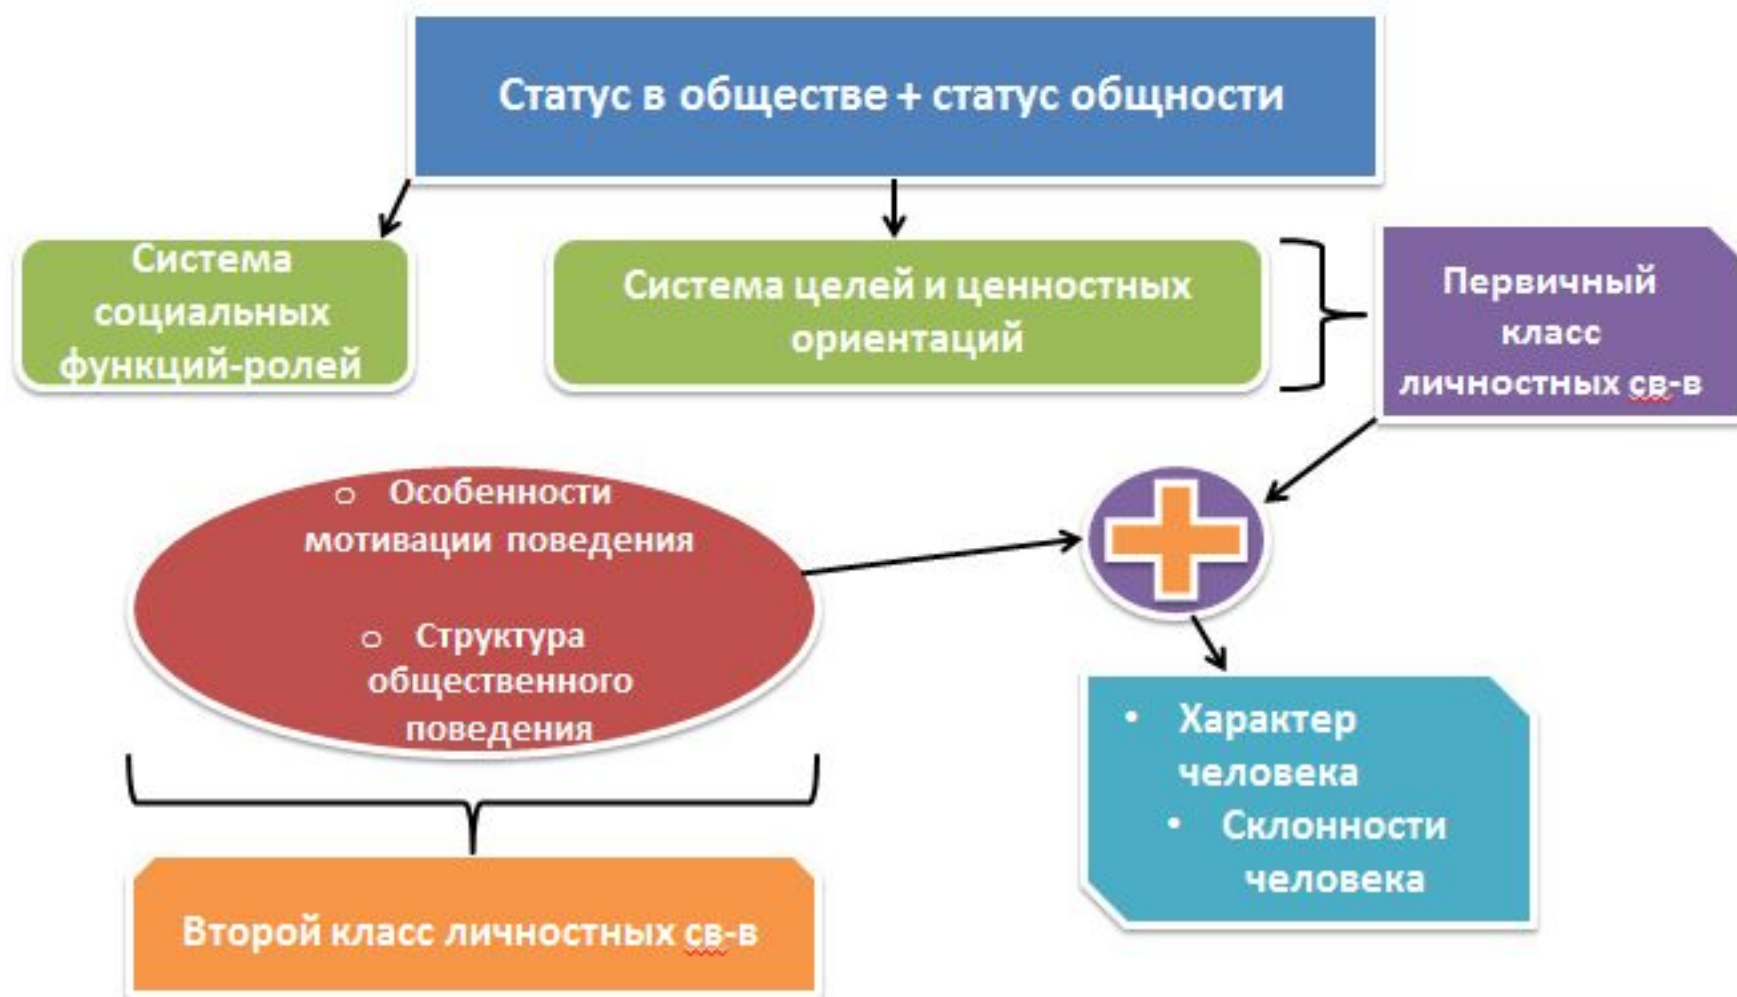 Статус в обществе + статус общности
Система
социальных
функций-ролей
Система целей и ценностных
ориентаций
Первичный
класс
личностных св-в
o Особенности
мотивации поведения
o Структура
общественного
поведения
• Характер
человека
• Склонности
человека
Второй класс личностных св-в